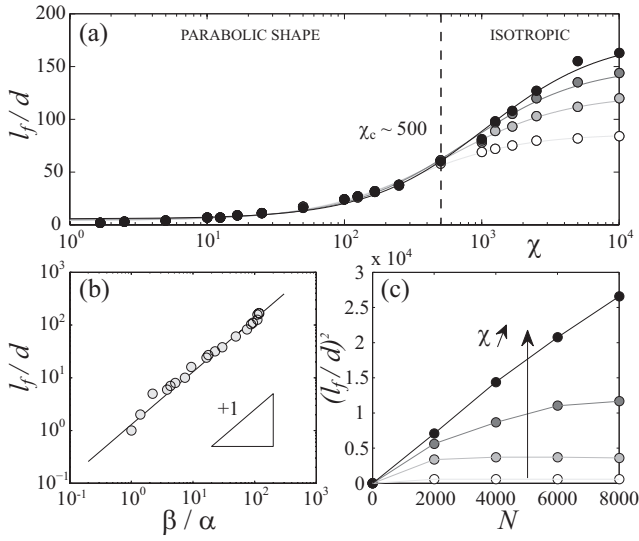 (a)
PARABOLIC SHAPE
ISOTROPIC
200
150
100
50
0
l_f / d
χ_c ~ 500
10^0
10^1
10^2
10^3
10^4
χ
(b)
10^3
10^2
10^1
10^0
10^-1
l_f / d
+1
10^0
10^1
10^2
10^3
β / α
x 10^4
(c)
3
2.5
2
1.5
1
0.5
0
(l_f / d)^2
χ
0
2000
4000
6000
8000
N